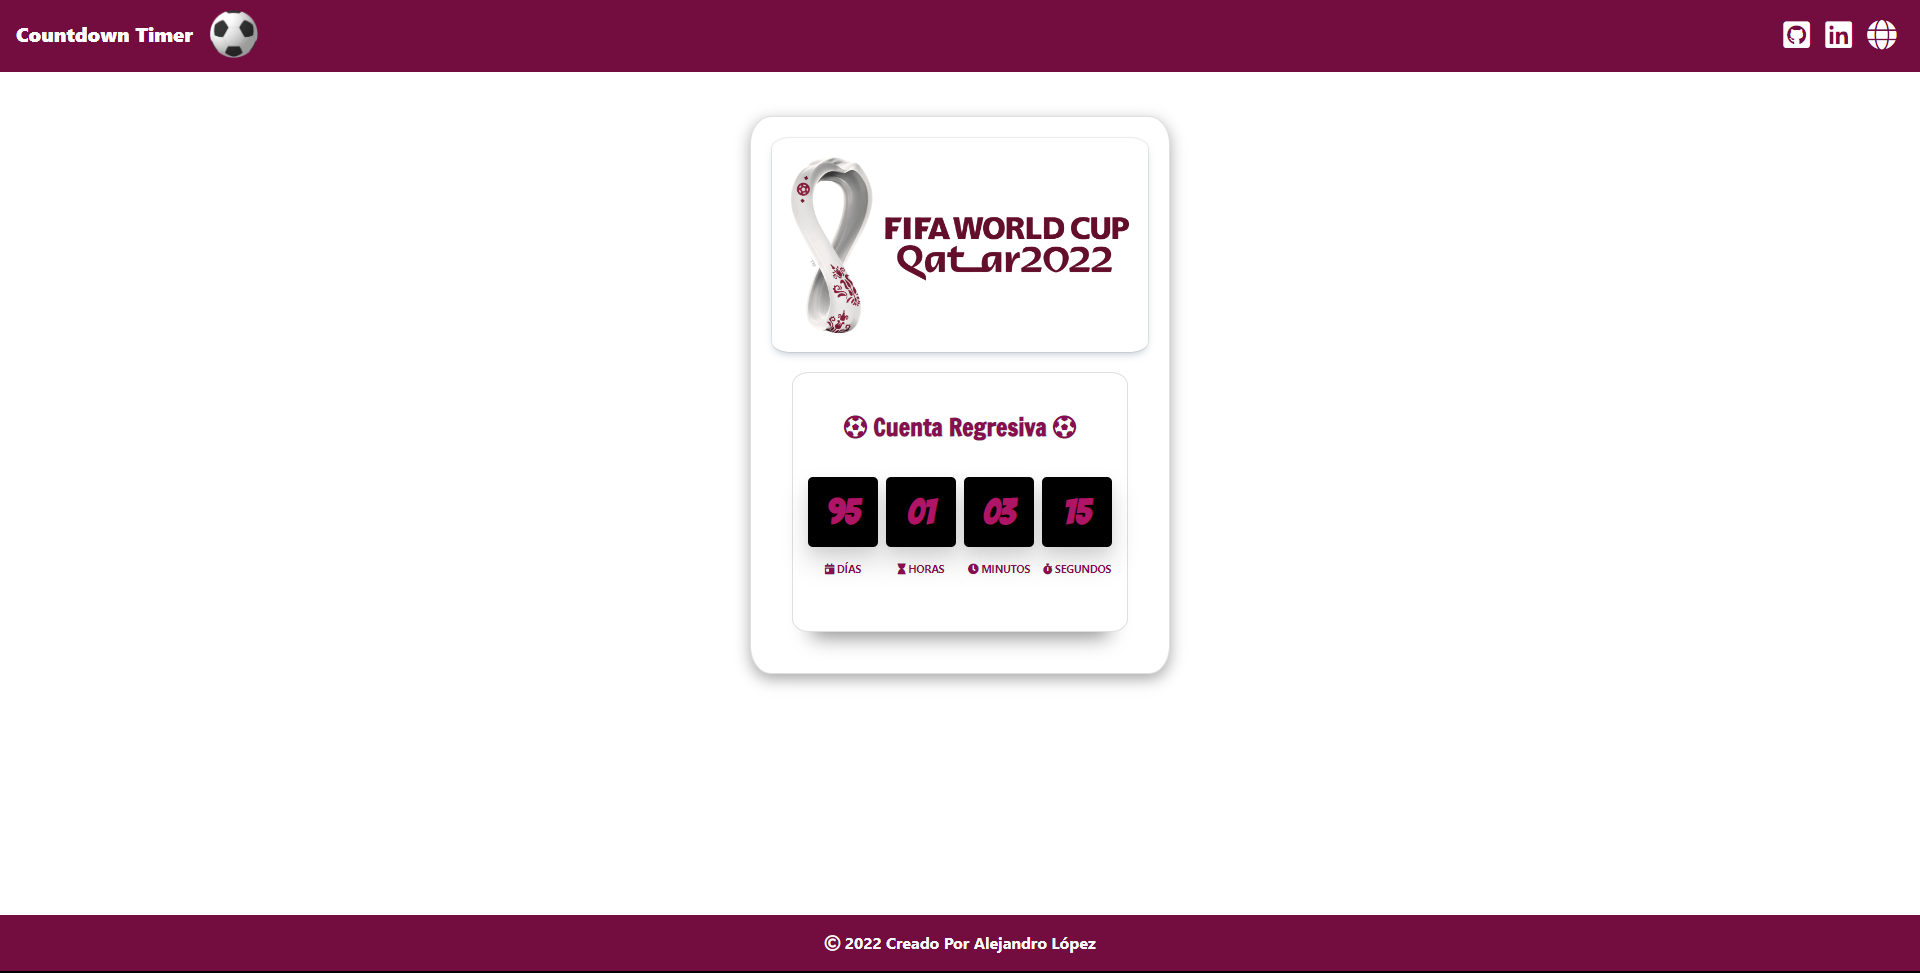 Countdown Timer
FIFA WORLD CUP
Qatar2022
Cuenta Regresiva
95 01 03 15
DÍAS HORAS MINUTOS SEGUNDOS
© 2022 Creado Por Alejandro López